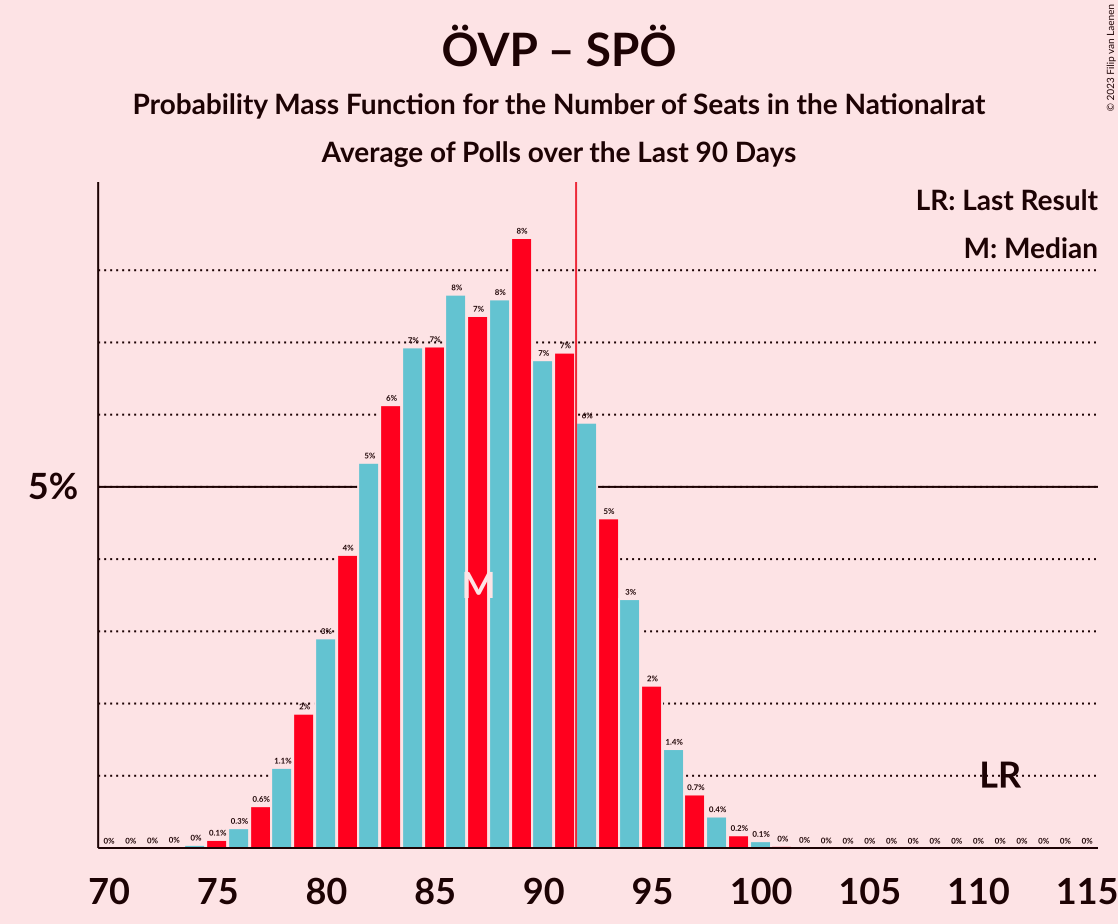 ÖVP – SPÖ
Probability Mass Function for the Number of Seats in the Nationalrat
Average of Polls over the Last 90 Days
© 2023 Filip van Laenen
LR: Last Result
M: Median
5%
0% 0% 0% 0% 0% 0.1% 0.3% 0.6% 1.1% 2% 3% 4% 5% 6% 7% 7% 8% 7% 8% 8% 7% 7% 6% 5% 3% 2% 1.4% 0.7% 0.4% 0.2% 0.1% 0% 0% 0% 0% 0% 0% 0% 0% 0% 0% 0% 0% 0% 0% 0%
M
LR
70 75 80 85 90 95 100 105 110 115